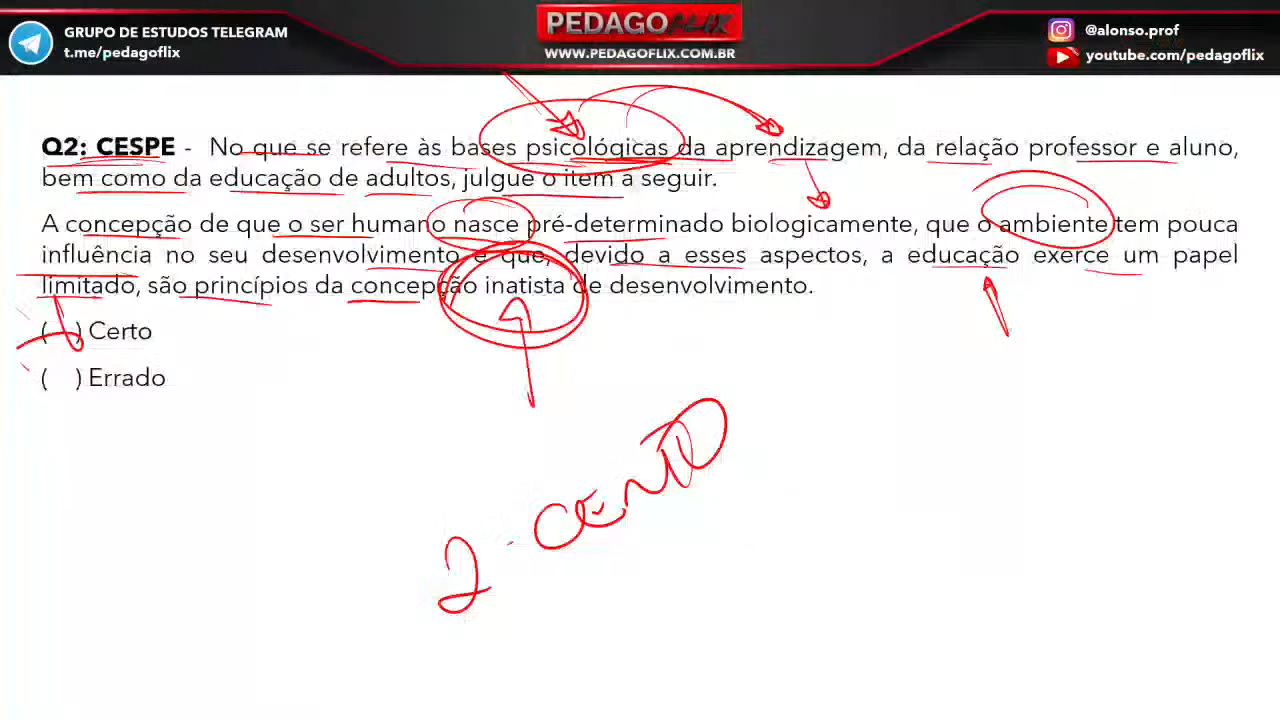 GRUPO DE ESTUDOS TELEGRAM
t.me/pedagoflix
PEDAGOFLIX
WWW.PEDAGOFLIX.COM.BR
@alonso.prof
youtube.com/pedagoflix
Q2: CESPE - No que se refere às bases psicológicas da aprendizagem, da relação professor e aluno,
bem como da educação de adultos, julgue o item a seguir.
A concepção de que o ser humano nasce pré-determinado biologicamente, que o ambiente tem pouca
influência no seu desenvolvimento e que, devido a esses aspectos, a educação exerce um papel
limitado, são princípios da concepção inatista de desenvolvimento.
( ) Certo
( ) Errado
2 - CERTO